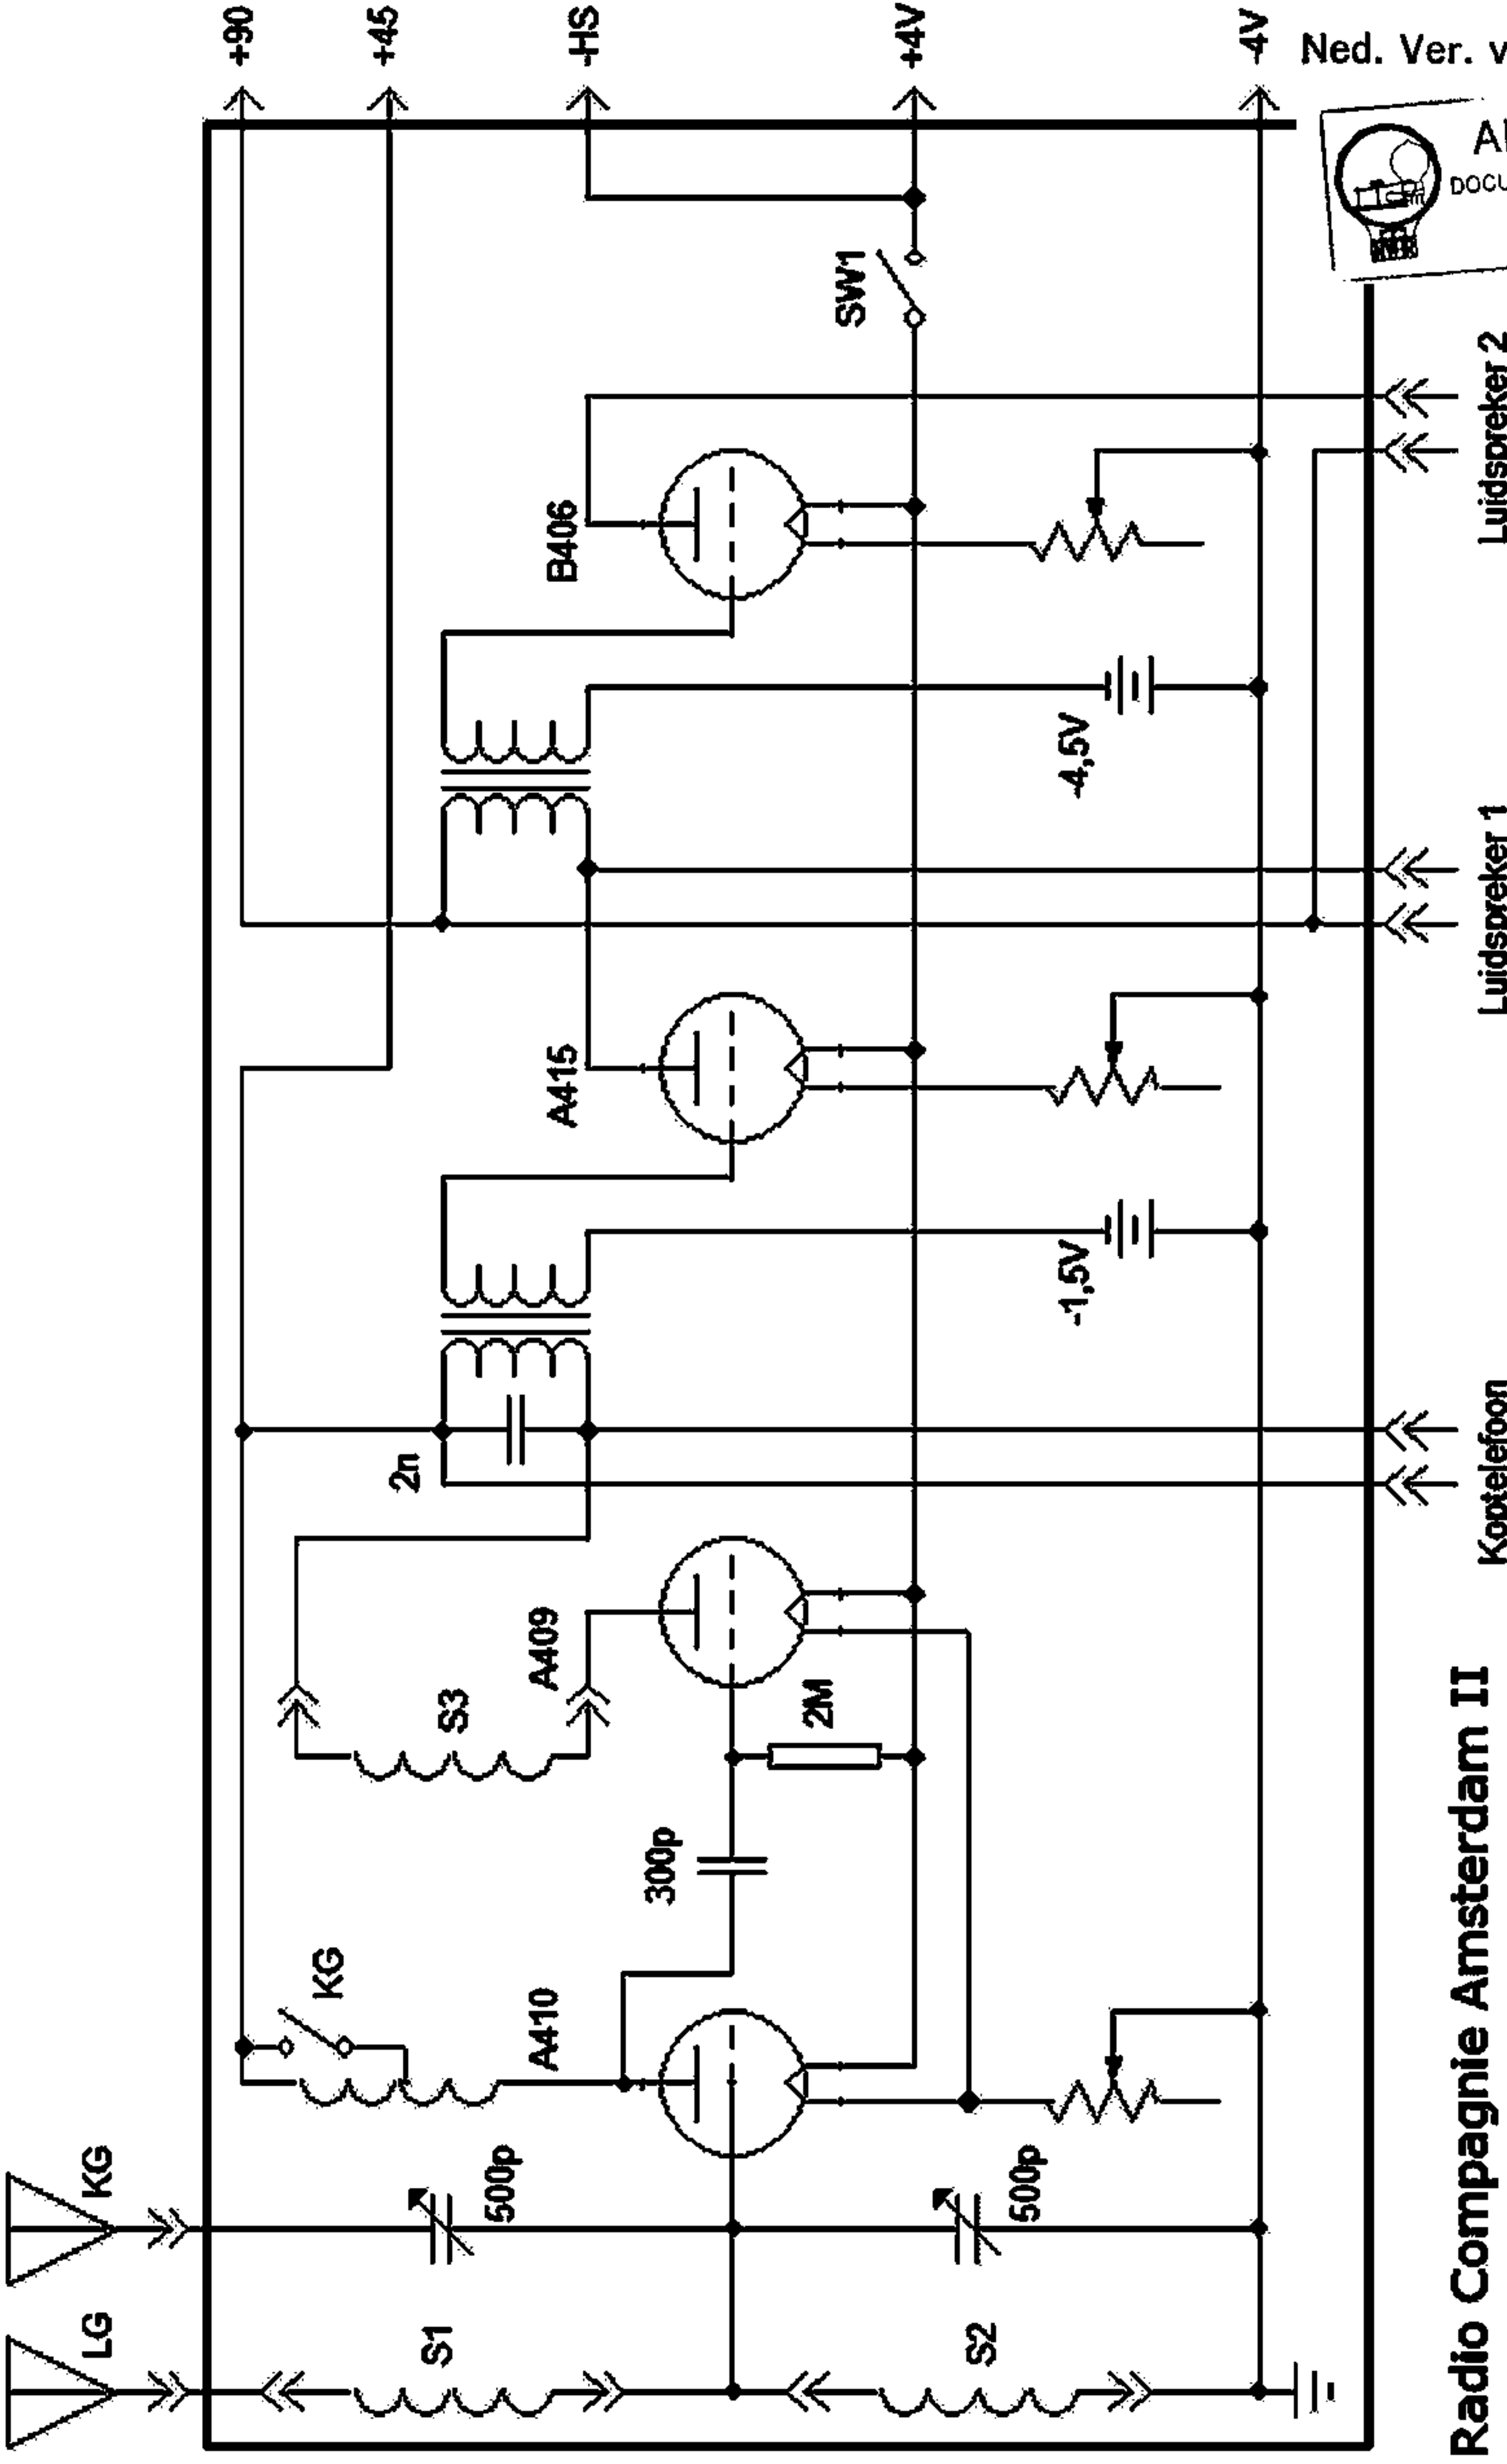 +90
+45
-HS
+4V
-4V
Ned. Ver. v
DOCU
SW1
B406
A415
-4,5V
-1,5V
2n
A409
S3
2M
300p
KG
A410
KG
LG
500p
500p
S1
S2
Luidspreker 2
Luidspreker 1
Koptelefoon
Radio Compagnie Amsterdam II